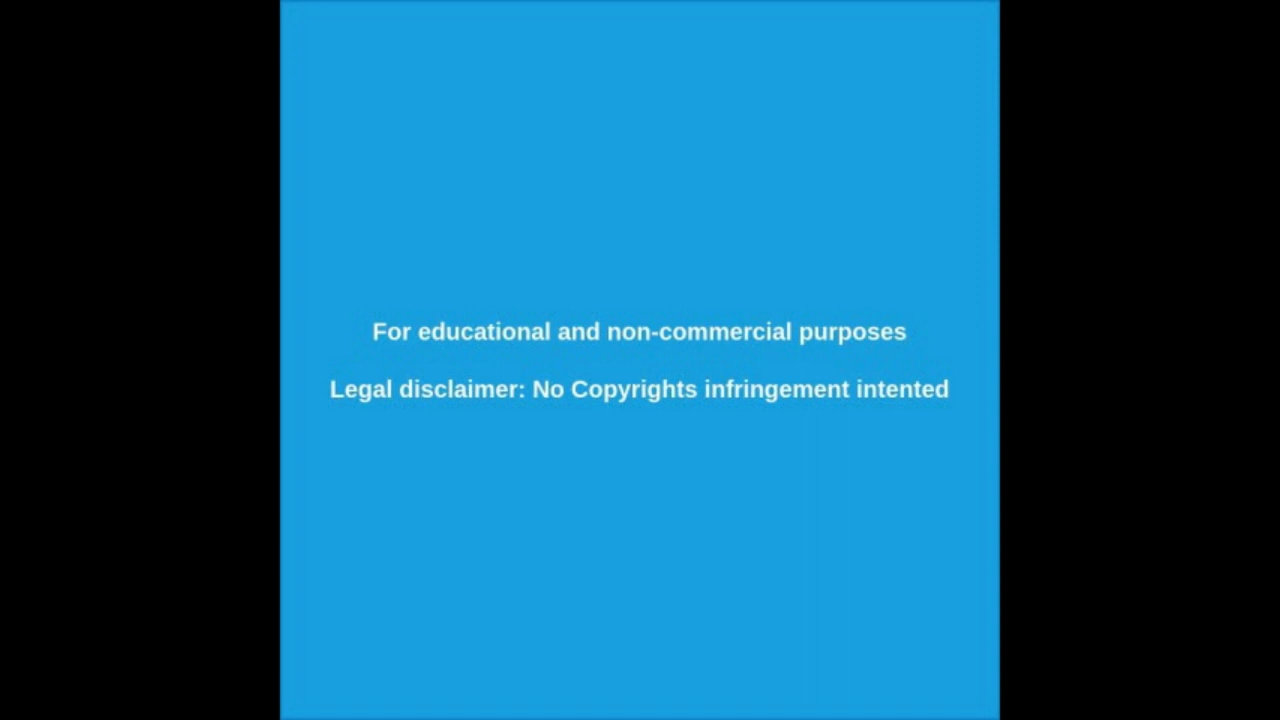 For educational and non-commercial purposes
Legal disclaimer: No Copyrights infringement intented